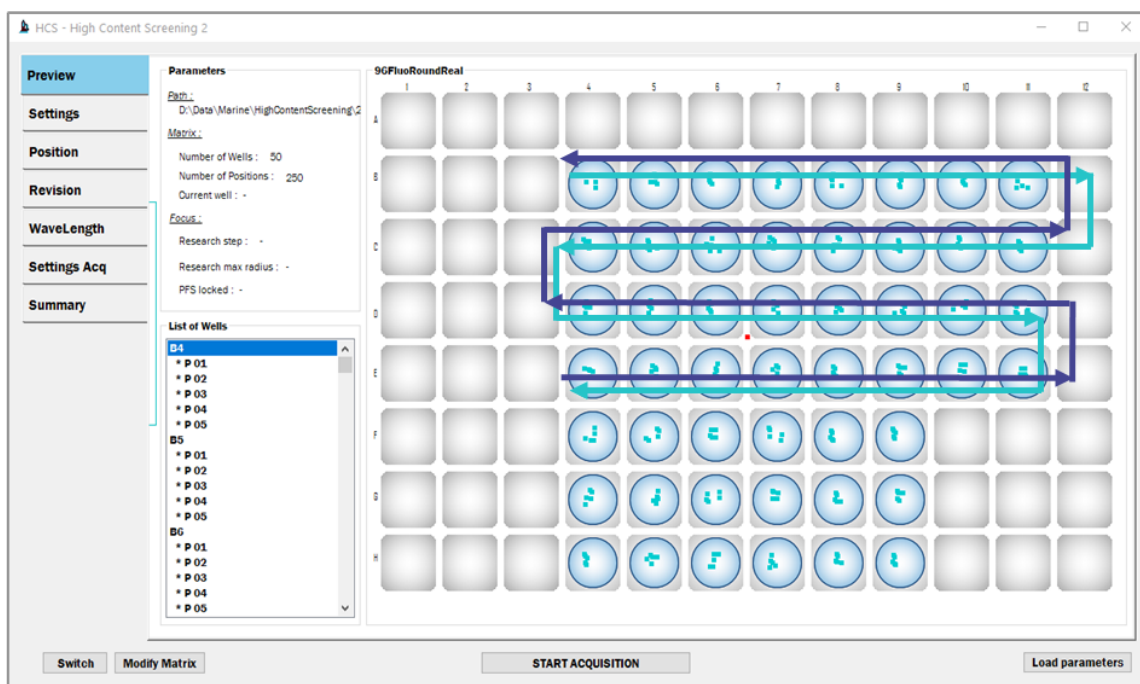 HCS - High Content Screening 2
Preview
Settings
Position
Revision
WaveLength
Settings Acq
Summary
Parameters
Path :
D:\Data\Marine\HighContentScreening\2
Matrix :
Number of Wells : 50
Number of Positions : 250
Current well : -
Focus :
Research step : -
Research max radius : -
PFS locked : -
List of Wells
B4
* P 01
* P 02
* P 03
* P 04
* P 05
B5
* P 01
* P 02
* P 03
* P 04
* P 05
B6
* P 01
* P 02
* P 03
* P 04
* P 05
96FluoRoundReal
1 2 3 4 5 6 7 8 9 10 11 12
A
B
C
D
E
F
G
H
Switch
Modify Matrix
START ACQUISITION
Load parameters